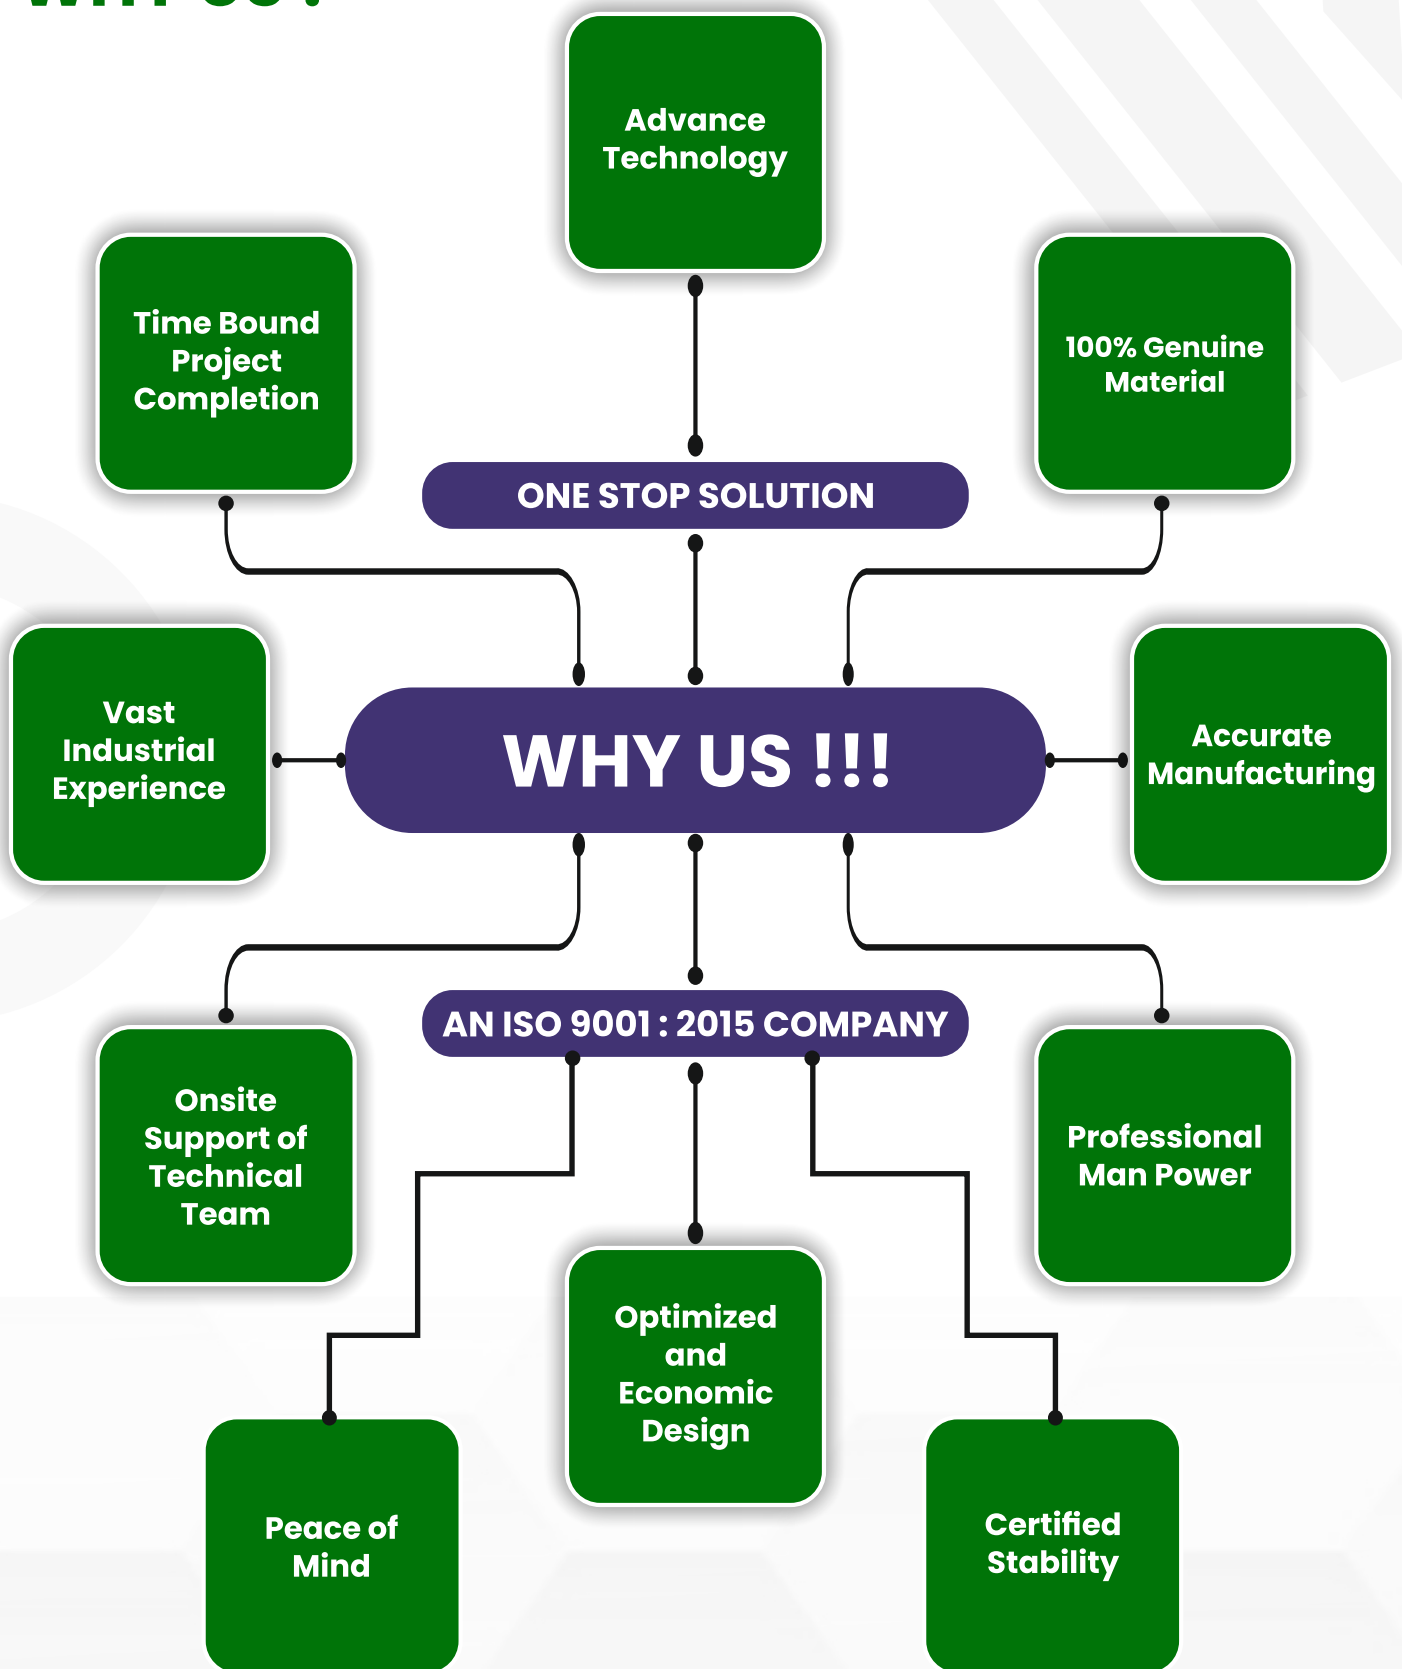 WHY US ?
Advance
Technology
Time Bound
Project
Completion
100% Genuine
Material
ONE STOP SOLUTION
Vast
Industrial
Experience
WHY US !!!
Accurate
Manufacturing
AN ISO 9001 : 2015 COMPANY
Onsite
Support of
Technical
Team
Professional
Man Power
Optimized
and
Economic
Design
Peace of
Mind
Certified
Stability